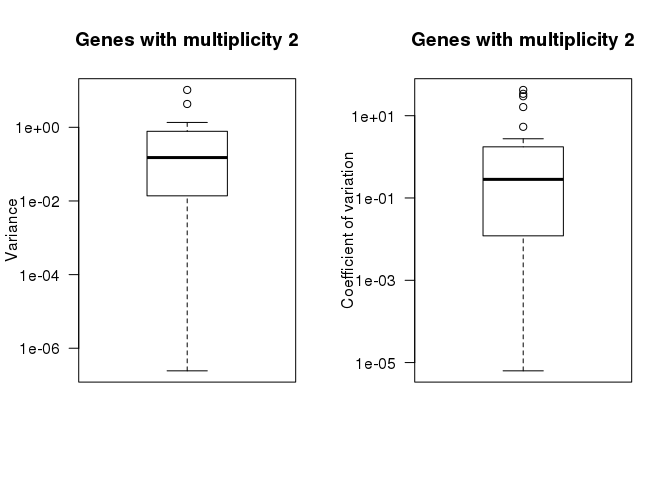 Genes with multiplicity 2
Variance
1e+00
1e-02
1e-04
1e-06
Genes with multiplicity 2
Coefficient of variation
1e+01
1e-01
1e-03
1e-05